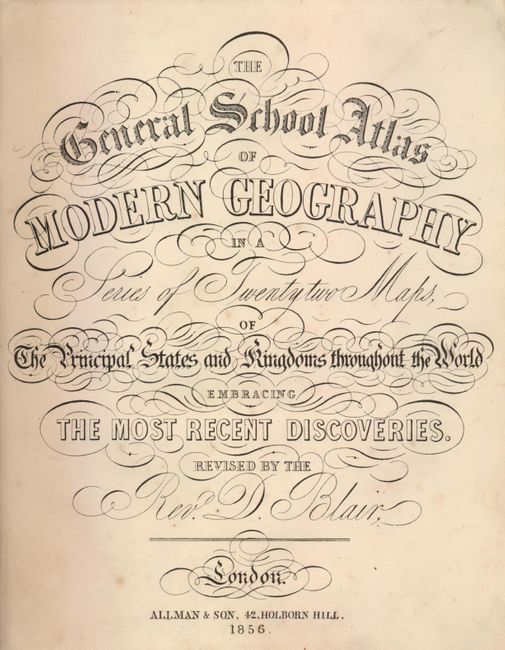 THE
General School Atlas
OF
MODERN GEOGRAPHY
IN A
Series of Twenty two Maps,
OF
The Principal States and Kingdoms throughout the World
EMBRACING
THE MOST RECENT DISCOVERIES.
REVISED BY THE
Revd. D. Blair,
London.
ALLMAN & SON, 42, HOLBORN HILL.
1856.